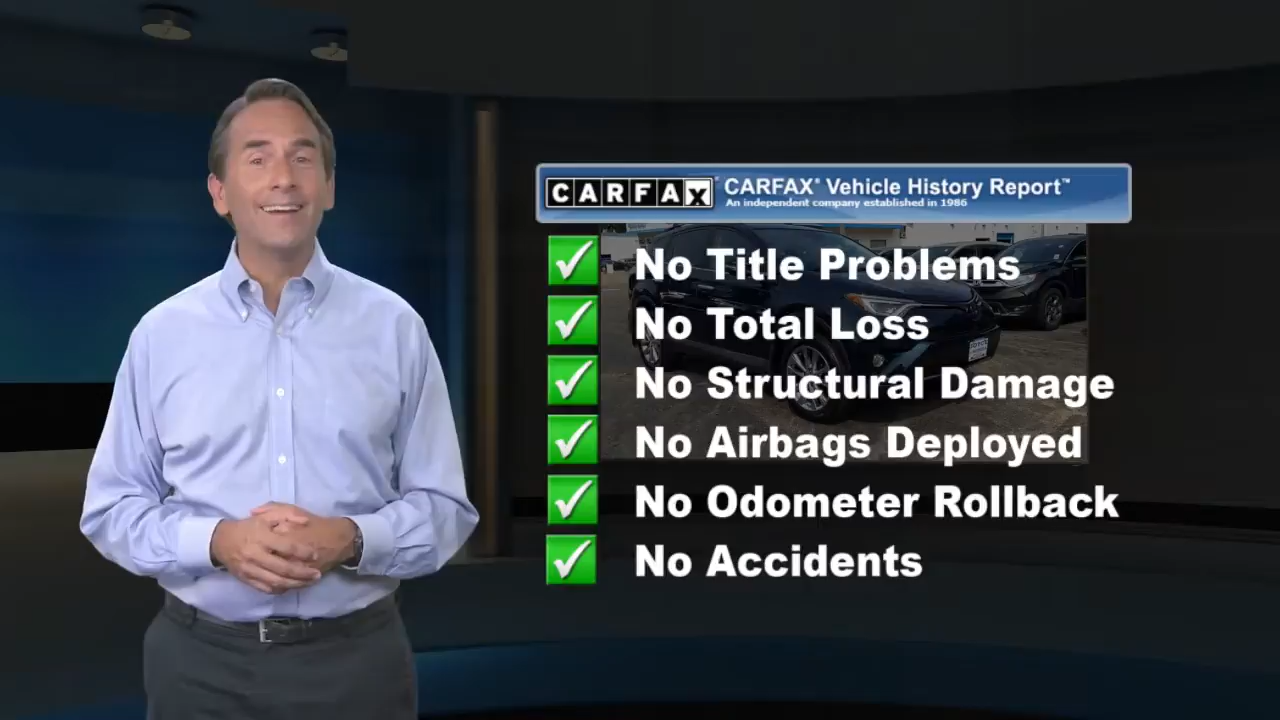 CARFAX CARFAX® Vehicle History Report™
An independent company established in 1986
No Title Problems
No Total Loss
No Structural Damage
No Airbags Deployed
No Odometer Rollback
No Accidents